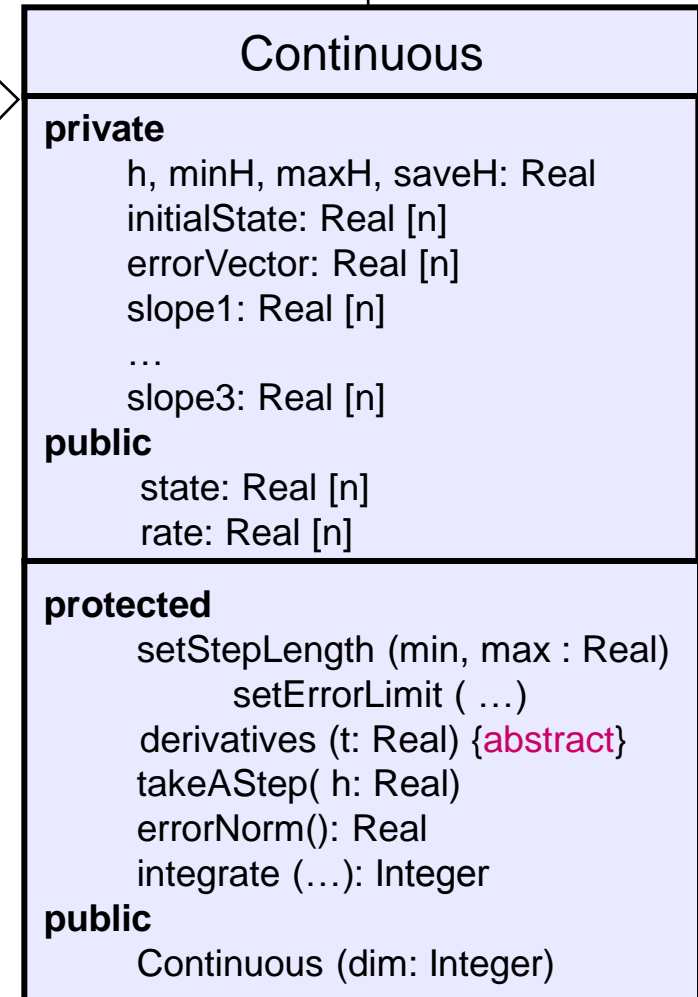 Continuous
private
h, minH, maxH, saveH: Real
initialState: Real [n]
errorVector: Real [n]
slope1: Real [n]
…
slope3: Real [n]
public
state: Real [n]
rate: Real [n]
protected
setStepLength (min, max : Real)
setErrorLimit ( …)
derivatives (t: Real) {abstract}
takeAStep( h: Real)
errorNorm(): Real
integrate (…): Integer
public
Continuous (dim: Integer)